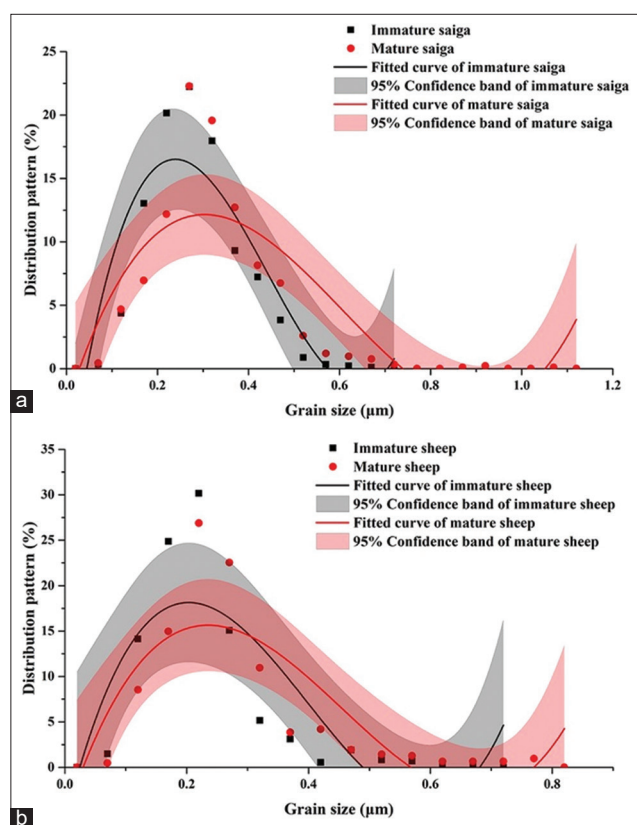 35
30
25
20
15
10
5
0
Distribution pattern (%)
Immature saiga
Mature saiga
Fitted curve of immature saiga
95% Confidence band of immature saiga
Fitted curve of mature saiga
95% Confidence band of mature saiga
0.0 0.2 0.4 0.6 0.8 1.0 1.2
Grain size (μm)
a
35
30
25
20
15
10
5
0
Distribution pattern (%)
Immature sheep
Mature sheep
Fitted curve of immature sheep
95% Confidence band of immature sheep
Fitted curve of mature sheep
95% Confidence band of mature sheep
0.0 0.2 0.4 0.6 0.8
Grain size (μm)
b